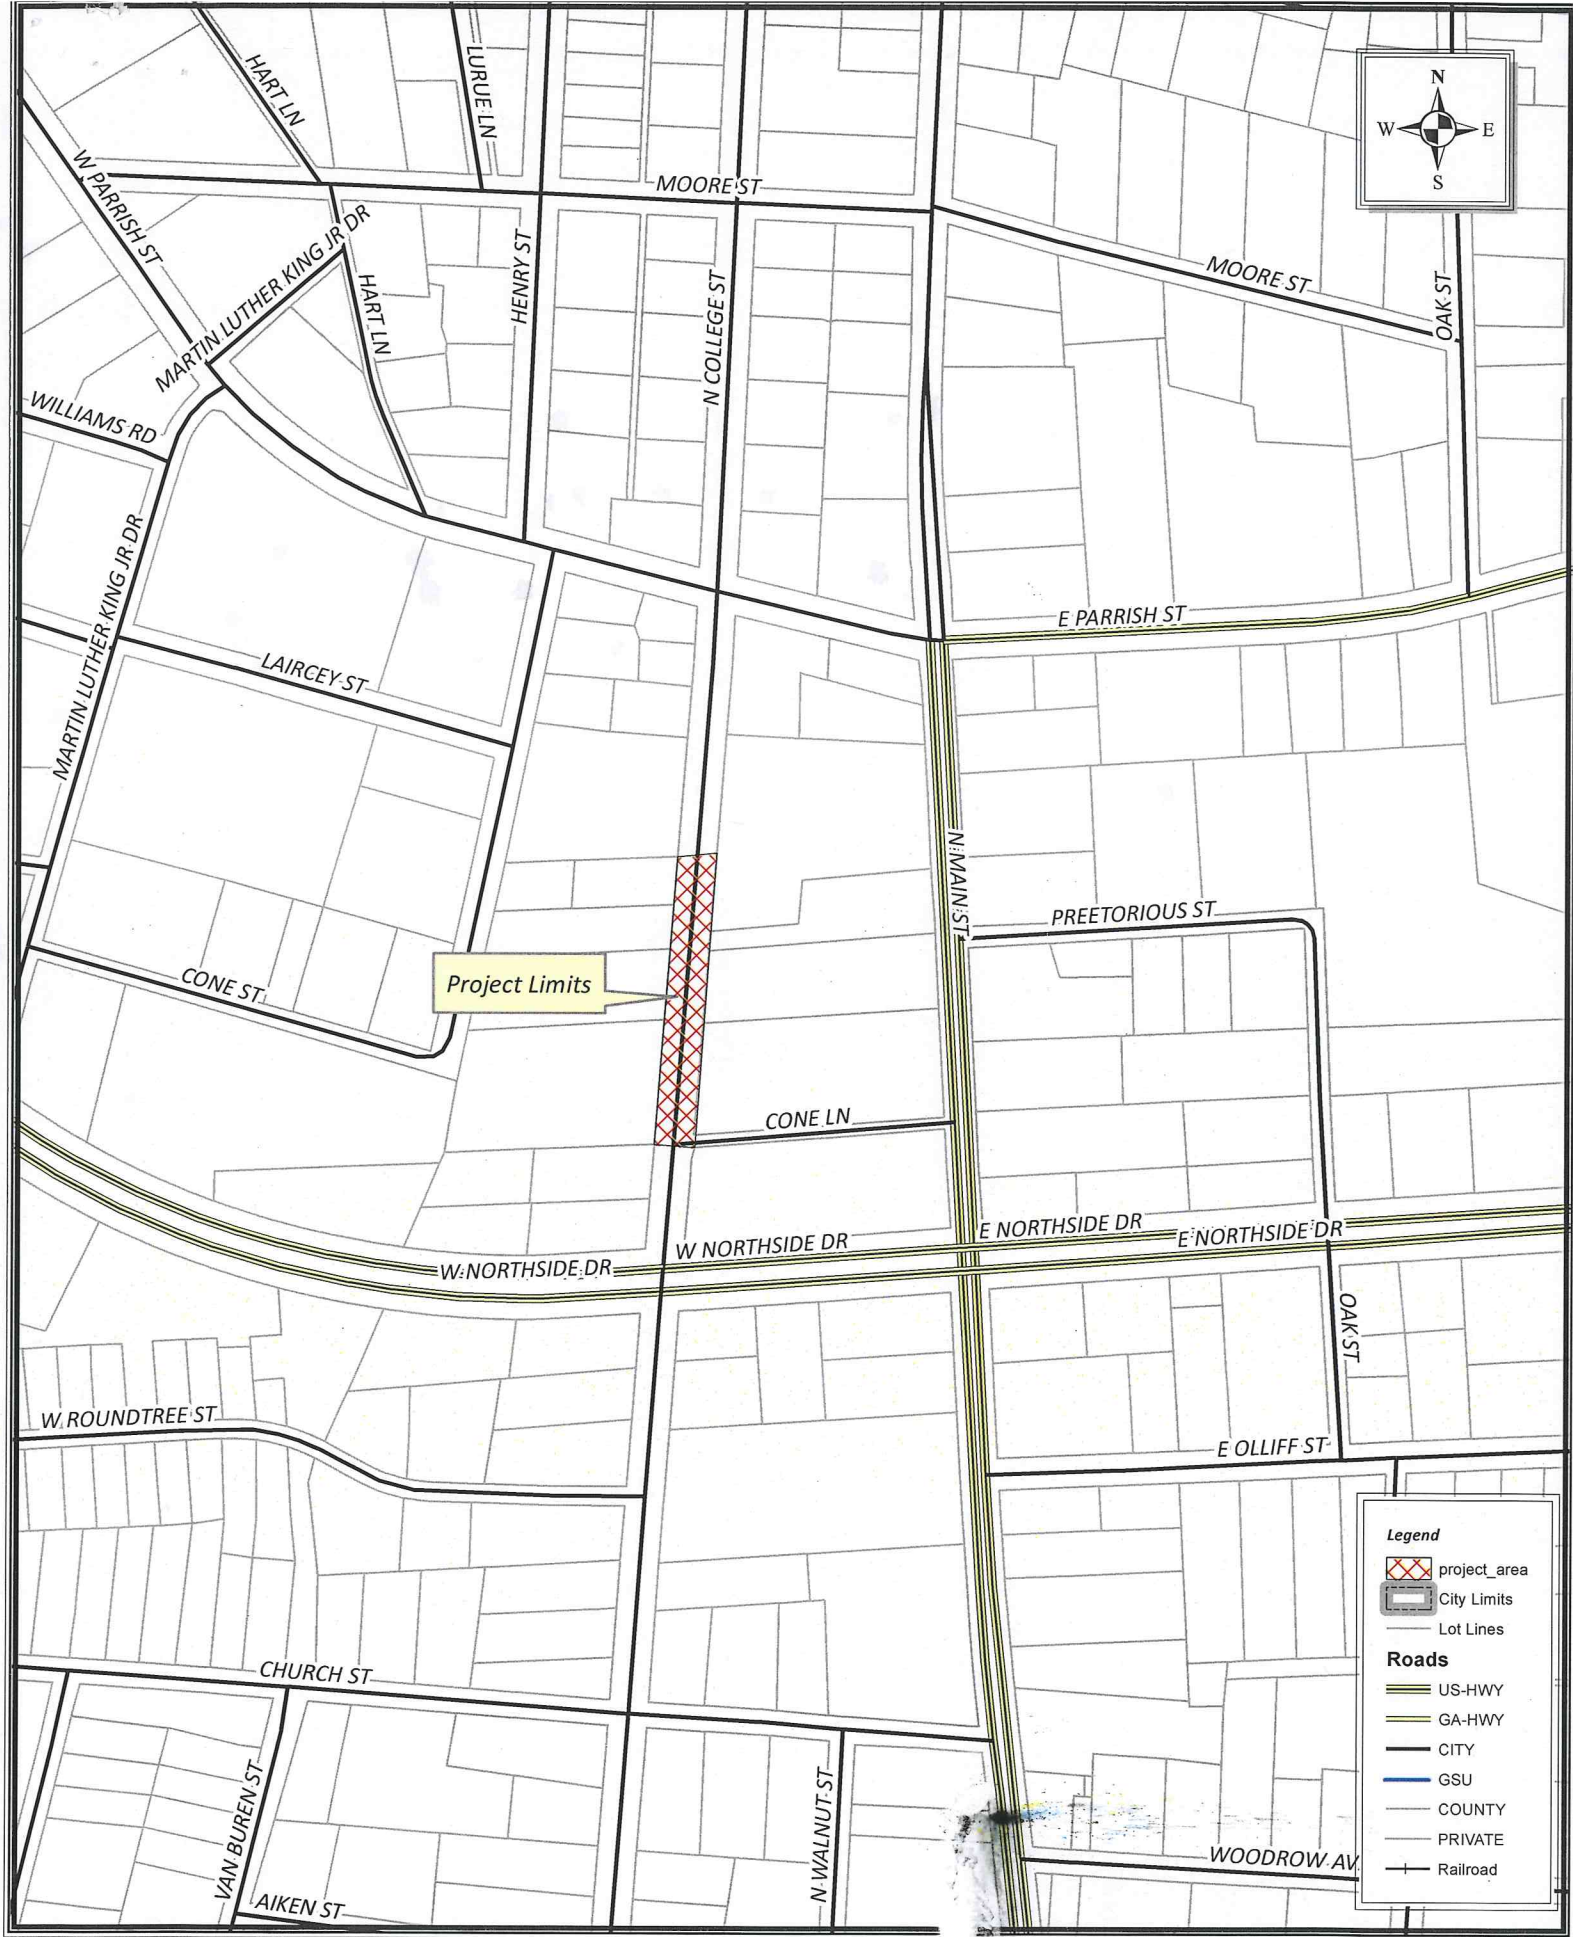 HART LN
LURUE LN
N
W
E
S
W PARRISH ST
MOORE ST
MARTIN LUTHER KING JR DR
HENRY ST
HART LN
N COLLEGE ST
MOORE ST
OAK ST
WILLIAMS RD
MARTIN LUTHER KING JR DR
E PARRISH ST
LAIRCEY ST
N MAIN ST
PREETORIOUS ST
CONE ST
Project Limits
CONE LN
E NORTHSIDE DR
E NORTHSIDE DR
W NORTHSIDE DR
W NORTHSIDE DR
OAK ST
W ROUNDTREE ST
E OLLIFF ST
CHURCH ST
VAN BUREN ST
N WALNUT ST
WOODROW AV
AIKEN ST
Legend
project_area
City Limits
Lot Lines
Roads
US-HWY
GA-HWY
CITY
GSU
COUNTY
PRIVATE
Railroad